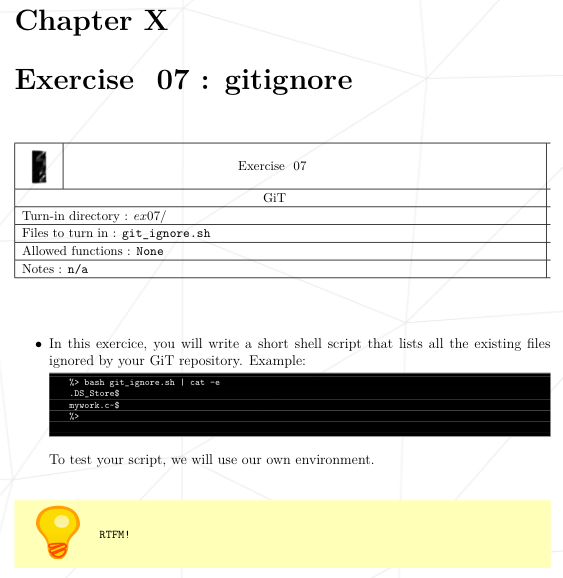 Chapter X
Exercise 07 : gitignore
Exercise 07
GiT
Turn-in directory : ex07/
Files to turn in : git_ignore.sh
Allowed functions : None
Notes : n/a
• In this exercice, you will write a short shell script that lists all the existing files
ignored by your GiT repository. Example:
%> bash git_ignore.sh | cat -e
.DS_Store$
mywork.c~$
%>
To test your script, we will use our own environment.
RTFM!